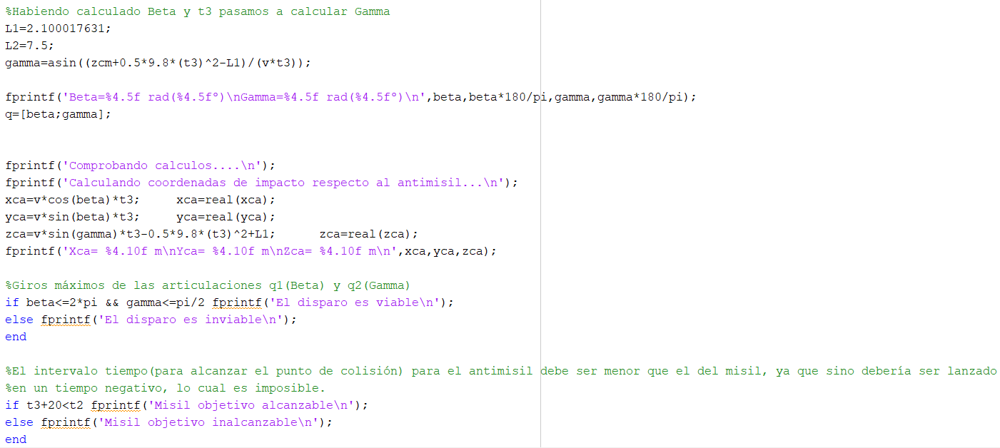 %Habiendo calculado Beta y t3 pasamos a calcular Gamma
L1=2.100017631;
L2=7.5;
gamma=asin((zcm+0.5*9.8*(t3)^2-L1)/(v*t3));
fprintf('Beta=%4.5f rad(%4.5fº)\nGamma=%4.5f rad(%4.5fº)\n',beta,beta*180/pi,gamma,gamma*180/pi);
q=[beta;gamma];
fprintf('Comprobando calculos....\n');
fprintf('Calculando coordenadas de impacto respecto al antimisil...\n');
xca=v*cos(beta)*t3;     xca=real(xca);
yca=v*sin(beta)*t3;     yca=real(yca);
zca=v*sin(gamma)*t3-0.5*9.8*(t3)^2+L1;      zca=real(zca);
fprintf('Xca= %4.10f m\nYca= %4.10f m\nZca= %4.10f m\n',xca,yca,zca);
%Giros máximos de las articulaciones q1(Beta) y q2(Gamma)
if beta<=2*pi && gamma<=pi/2 fprintf('El disparo es viable\n');
else fprintf('El disparo es inviable\n');
end
%El intervalo tiempo(para alcanzar el punto de colisión) para el antimisil debe ser menor que el del misil, ya que sino debería ser lanzado
%en un tiempo negativo, lo cual es imposible.
if t3+20<t2 fprintf('Misil objetivo alcanzable\n');
else fprintf('Misil objetivo inalcanzable\n');
end